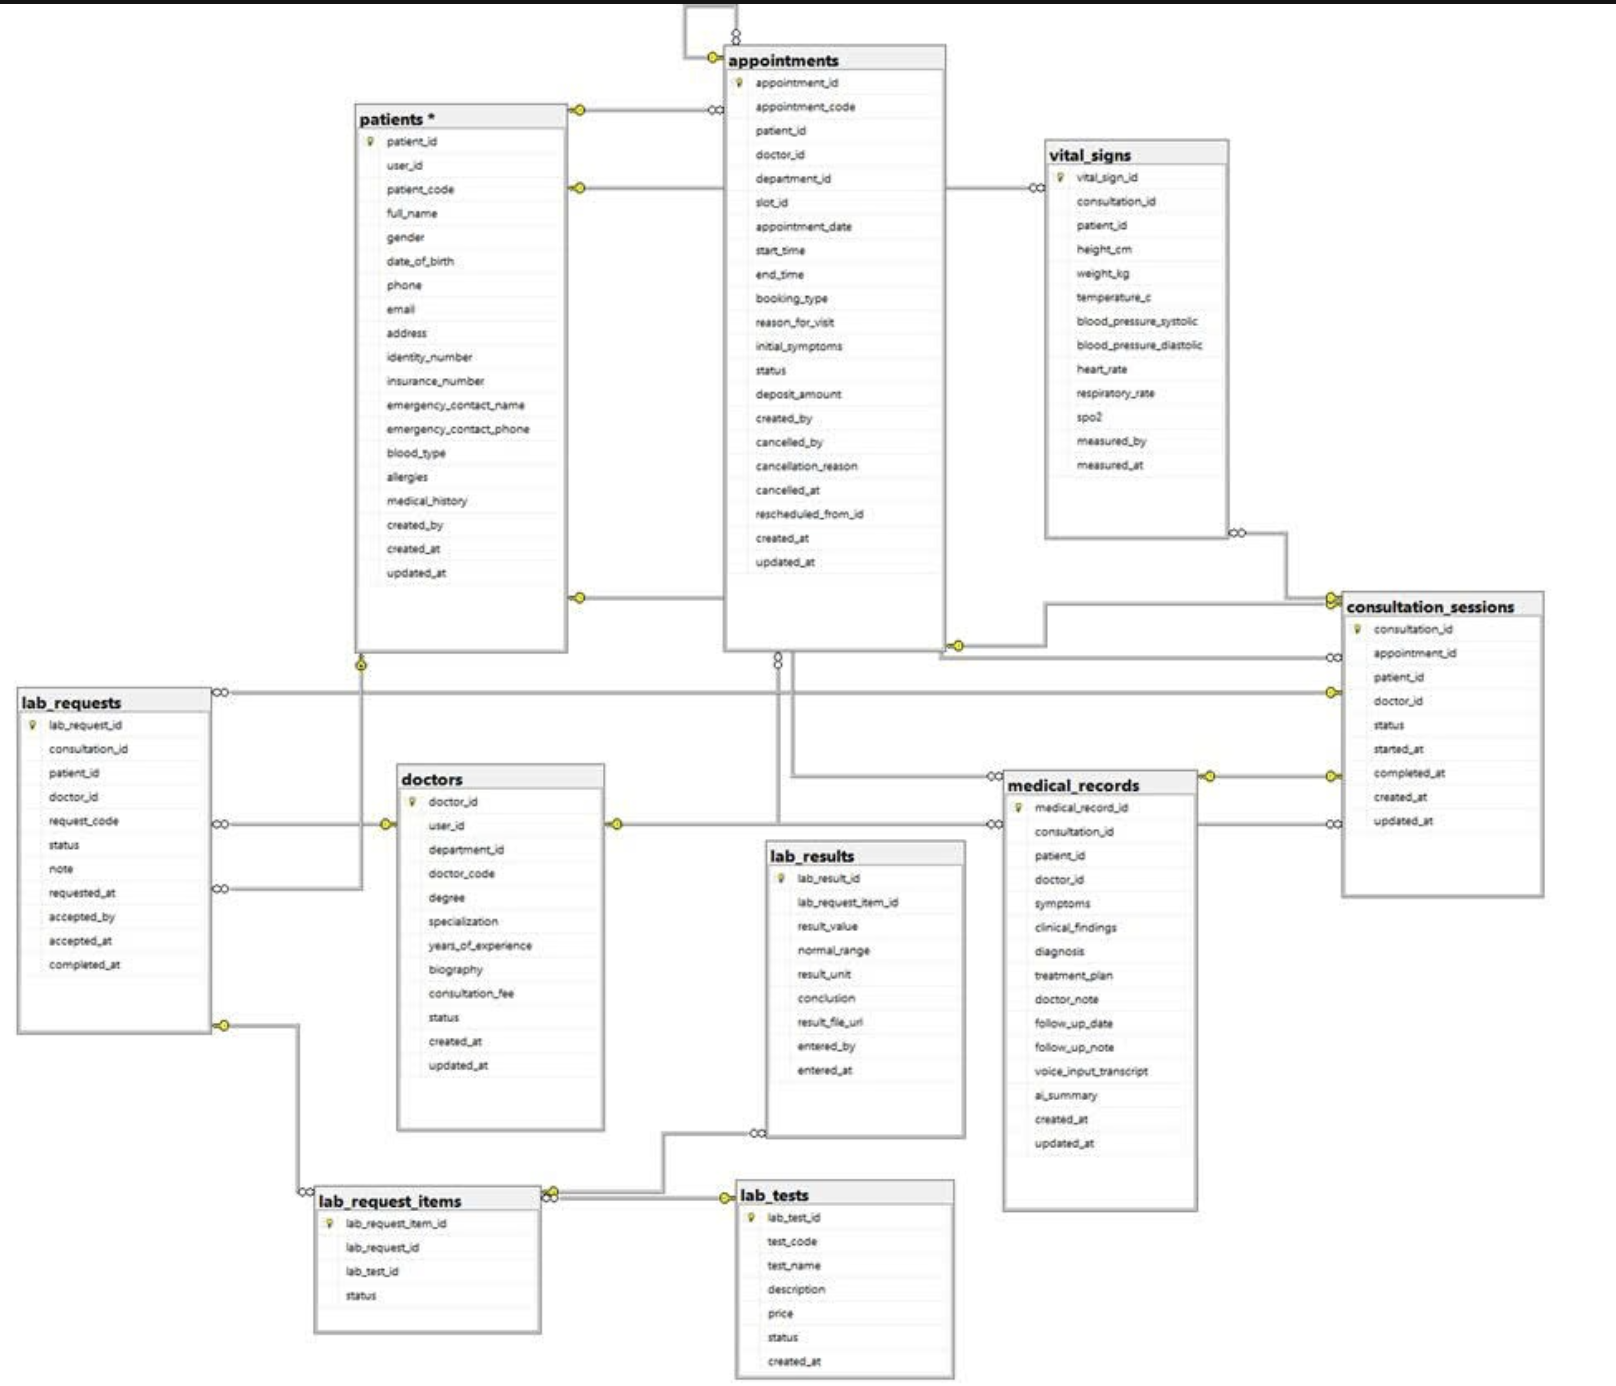 appointments
appointment_id
appointment_code
patient_id
doctor_id
department_id
slot_id
appointment_date
start_time
end_time
booking_type
reason_for_visit
initial_symptoms
status
deposit_amount
created_by
cancelled_by
cancellation_reason
cancelled_at
rescheduled_from_id
created_at
updated_at
patients *
patient_id
user_id
patient_code
full_name
gender
date_of_birth
phone
email
address
identity_number
insurance_number
emergency_contact_name
emergency_contact_phone
blood_type
allergies
medical_history
created_by
created_at
updated_at
vital_signs
vital_sign_id
consultation_id
patient_id
height_cm
weight_kg
temperature_c
blood_pressure_systolic
blood_pressure_diastolic
heart_rate
respiratory_rate
spo2
measured_by
measured_at
consultation_sessions
consultation_id
appointment_id
patient_id
doctor_id
status
started_at
completed_at
created_at
updated_at
lab_requests
lab_request_id
consultation_id
patient_id
doctor_id
request_code
status
note
requested_at
accepted_by
accepted_at
completed_at
doctors
doctor_id
user_id
department_id
doctor_code
degree
specialization
years_of_experience
biography
consultation_fee
status
created_at
updated_at
medical_records
medical_record_id
consultation_id
patient_id
doctor_id
symptoms
clinical_findings
diagnosis
treatment_plan
doctor_note
follow_up_date
follow_up_note
voice_input_transcript
ai_summary
created_at
updated_at
lab_results
lab_result_id
lab_request_item_id
result_value
normal_range
result_unit
conclusion
result_file_url
entered_by
entered_at
lab_request_items
lab_request_item_id
lab_request_id
lab_test_id
status
lab_tests
lab_test_id
test_code
test_name
description
price
status
created_at